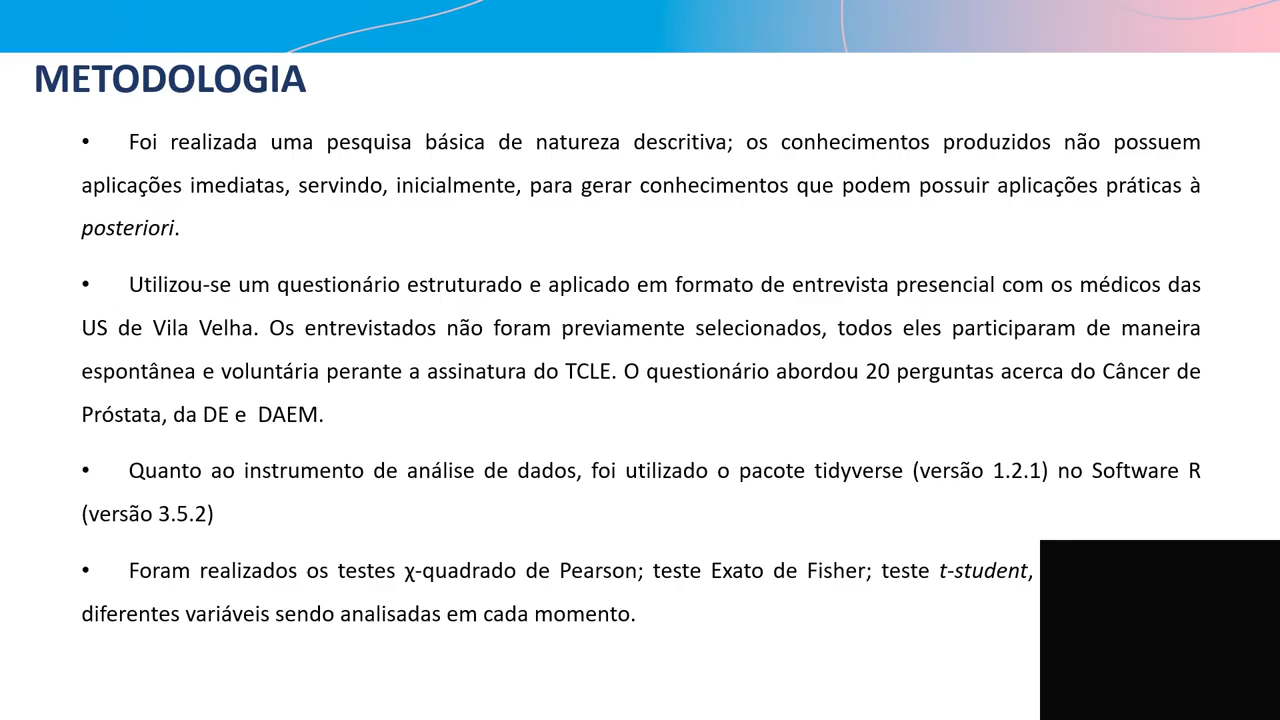 METODOLOGIA
• Foi realizada uma pesquisa básica de natureza descritiva; os conhecimentos produzidos não possuem
aplicações imediatas, servindo, inicialmente, para gerar conhecimentos que podem possuir aplicações práticas à
posteriori.
• Utilizou-se um questionário estruturado e aplicado em formato de entrevista presencial com os médicos das
US de Vila Velha. Os entrevistados não foram previamente selecionados, todos eles participaram de maneira
espontânea e voluntária perante a assinatura do TCLE. O questionário abordou 20 perguntas acerca do Câncer de
Próstata, da DE e  DAEM.
• Quanto ao instrumento de análise de dados, foi utilizado o pacote tidyverse (versão 1.2.1) no Software R
(versão 3.5.2)
• Foram realizados os testes χ-quadrado de Pearson; teste Exato de Fisher; teste t-student,
diferentes variáveis sendo analisadas em cada momento.